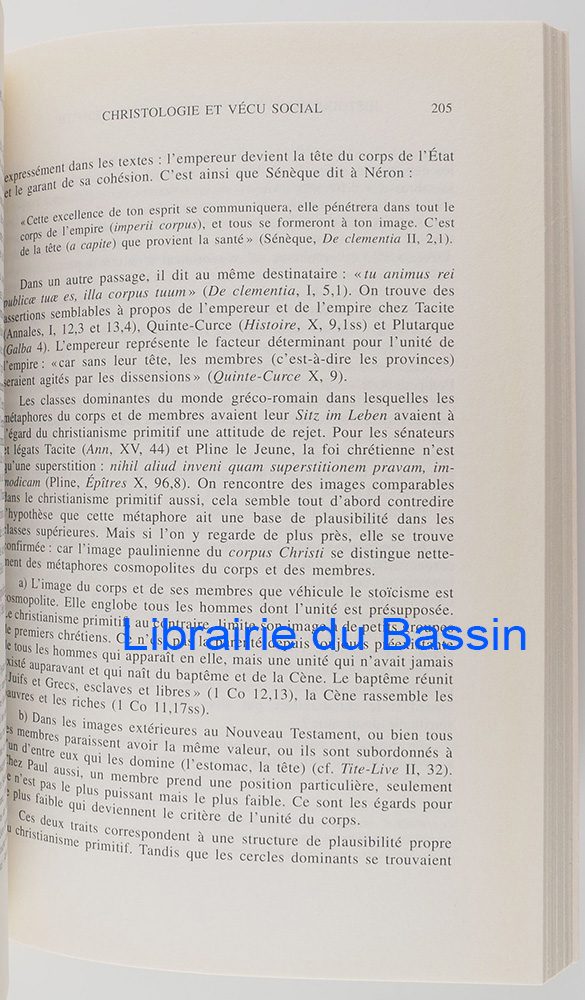 CHRISTOLOGIE ET VÉCU SOCIAL 205
expressément dans les textes : l'empereur devient la tête du corps de l'État
et le garant de sa cohésion. C'est ainsi que Sénèque dit à Néron :
« Cette excellence de ton esprit se communiquera, elle pénétrera dans tout le
corps de l'empire (imperii corpus), et tous se formeront à ton image. C'est
de la tête (a capite) que provient la santé » (Sénèque, De clementia II, 2,1).
Dans un autre passage, il dit au même destinataire : « tu animus rei
publicæ tuæ es, illa corpus tuum » (De clementia, I, 5,1). On trouve des
assertions semblables à propos de l'empereur et de l'empire chez Tacite
(Annales, I, 12,3 et 13,4), Quinte-Curce (Histoire, X, 9,1ss) et Plutarque
(Galba 4). L'empereur représente le facteur déterminant pour l'unité de
l'empire : « car sans leur tête, les membres (c'est-à-dire les provinces)
seraient agités par les dissensions » (Quinte-Curce X, 9).
Les classes dominantes du monde gréco-romain dans lesquelles les
métaphores du corps et de membres avaient leur Sitz im Leben avaient à
l'égard du christianisme primitif une attitude de rejet. Pour les sénateurs
et légats Tacite (Ann, XV, 44) et Pline le Jeune, la foi chrétienne n'est
qu'une superstition : nihil aliud inveni quam superstitionem pravam, im-
modicam (Pline, Épîtres X, 96,8). On rencontre des images comparables
dans le christianisme primitif aussi, cela semble tout d'abord contredire
l'hypothèse que cette métaphore ait une base de plausibilité dans les
classes supérieures. Mais si l'on y regarde de plus près, elle se trouve
confirmée : car l'image paulinienne du corpus Christi se distingue nette-
ment des métaphores cosmopolites du corps et des membres.
a) L'image du corps et de ses membres que véhicule le stoïcisme est
cosmopolite. Elle englobe tous les hommes dont l'unité est présupposée.
Le christianisme primitif, au contraire, limite son image à de petits groupes
de premiers chrétiens. Ce n'est pas la parenté depuis toujours préexistante
de tous les hommes qui apparaît en elle, mais une unité qui n'avait jamais
existé auparavant et qui naît du baptême et de la Cène. Le baptême réunit
Juifs et Grecs, esclaves et libres » (1 Co 12,13), la Cène rassemble les
pauvres et les riches (1 Co 11,17ss).
b) Dans les images extérieures au Nouveau Testament, ou bien tous
les membres paraissent avoir la même valeur, ou ils sont subordonnés à
l'un d'entre eux qui les domine (l'estomac, la tête) (cf. Tite-Live II, 32).
Chez Paul aussi, un membre prend une position particulière, seulement
ce n'est pas le plus puissant mais le plus faible. Ce sont les égards pour
le plus faible qui deviennent le critère de l'unité du corps.
Ces deux traits correspondent à une structure de plausibilité propre
au christianisme primitif. Tandis que les cercles dominants se trouvaient
Librairie du Bassin